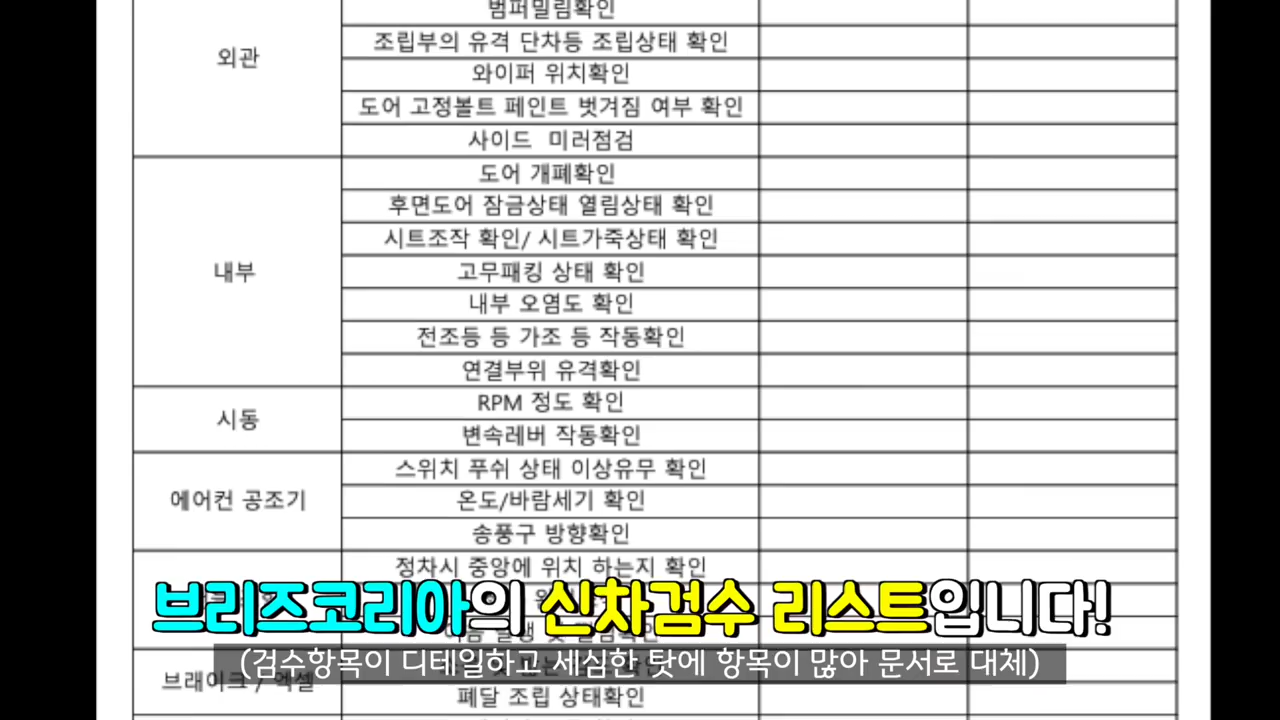 범퍼밀림확인
외관
조립부의 유격 단차등 조립상태 확인
와이퍼 위치확인
도어 고정볼트 페인트 벗겨짐 여부 확인
사이드 미러점검
내부
도어 개폐확인
후면도어 잠금상태 열림상태 확인
시트조작 확인/ 시트가죽상태 확인
고무패킹 상태 확인
내부 오염도 확인
전조등 등 가조 등 작동확인
연결부위 유격확인
시동
RPM 정도 확인
변속레버 작동확인
에어컨 공조기
스위치 푸쉬 상태 이상유무 확인
온도/바람세기 확인
송풍구 방향확인
정차시 중앙에 위치 하는지 확인
브리즈코리아의 신차검수 리스트입니다!
(검수항목이 디테일하고 세심한 탓에 항목이 많아 문서로 대체)
브래이크 / 엑셀
페달 조립 상태확인